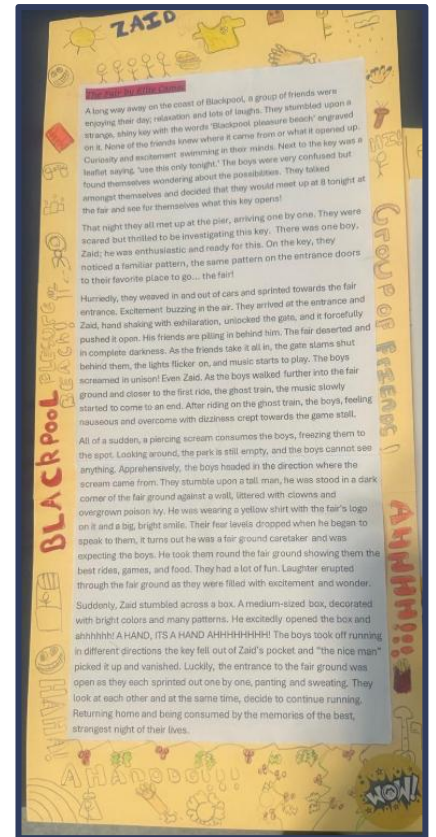 ZAID
The Fair by Ellie
A long way away on the coast of Blackpool, a group of friends were
enjoying their day; relaxation and lots of laughs. They stumbled upon a
strange, shiny key with the words 'Blackpool pleasure beach' engraved
on it. None of the friends knew where it came from or what it opened up.
Curiosity and excitement swimming in their minds. Next to the key was a
leaflet saying, 'use this only tonight.' The boys were very confused but
found themselves wondering about the possibilities. They talked
amongst themselves and decided that they would meet up at 8 tonight at
the fair and see for themselves what this key opens!
That night they all met up at the pier, arriving one by one. They were
scared but thrilled to be investigating this key. There was one boy,
Zaid; he was enthusiastic and ready for this. On the key, they
noticed a familiar pattern, the same pattern on the entrance doors
to their favorite place to go... the fair!
Hurriedly, they weaved in and out of cars and sprinted towards the fair
entrance. Excitement buzzing in the air. They arrived at the entrance and
Zaid, hand shaking with exhilaration, unlocked the gate, and it forcefully
pushed it open. His friends are pilling in behind him. The fair deserted and
in complete darkness. As the friends take it all in, the gate slams shut
behind them, the lights flicker on, and music starts to play. The boys
screamed in unison! Even Zaid. As the boys walked further into the fair
ground and closer to the first ride, the ghost train, the music slowly
started to come to an end. After riding on the ghost train, the boys, feeling
nauseous and overcome with dizziness crept towards the game stall.
All of a sudden, a piercing scream consumes the boys, freezing them to
the spot. Looking around, the park is still empty, and the boys cannot see
anything. Apprehensively, the boys headed in the direction where the
scream came from. They stumble upon a tall man, he was stood in a dark
corner of the fair ground against a wall, littered with clowns and
overgrown poison ivy. He was wearing a yellow shirt with the fair's logo
on it and a big, bright smile. Their fear levels dropped when he began to
speak to them, it turns out he was a fair ground caretaker and was
expecting the boys. He took them round the fair ground showing them the
best rides, games, and food. They had a lot of fun. Laughter erupted
through the fair ground as they were filled with excitement and wonder.
Suddenly, Zaid stumbled across a box. A medium-sized box, decorated
with bright colors and many patterns. He excitedly opened the box and
ahhhhhh! A HAND, ITS A HAND AHHHHHHHH! The boys took off running
in different directions the key fell out of Zaid's pocket and "the nice man"
picked it up and vanished. Luckily, the entrance to the fair ground was
open as they each sprinted out one by one, panting and sweating. They
look at each other and at the same time, decide to continue running.
Returning home and being consumed by the memories of the best,
strangest night of their lives.
BLACKPOOL PLESURE
BEACH!
GROUP OF FRIENDS!
AHHHHH!!!
HAHAHA!
WOW!